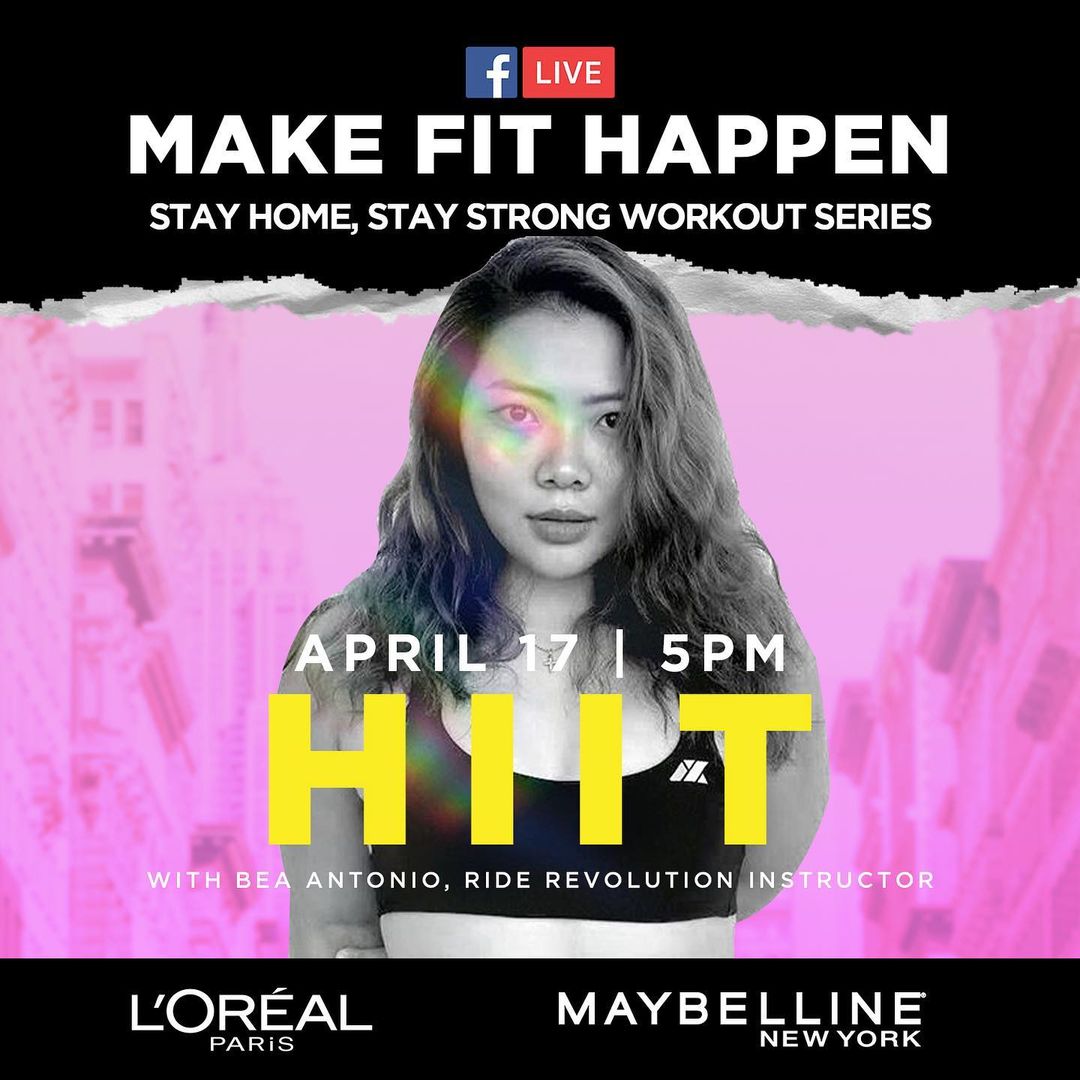 f LIVE
MAKE FIT HAPPEN
STAY HOME, STAY STRONG WORKOUT SERIES
APRIL 17 | 5PM
HIIT
WITH BEA ANTONIO, RIDE REVOLUTION INSTRUCTOR
L'ORÉAL
PARiS
MAYBELLINE®
NEW YORK